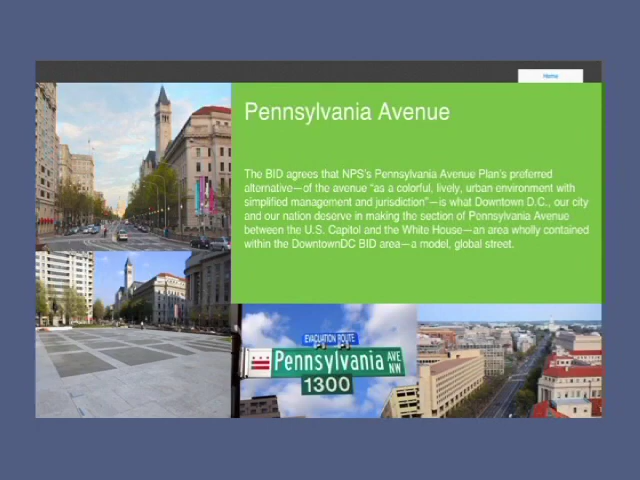 Home
Pennsylvania Avenue
The BID agrees that NPS's Pennsylvania Avenue Plan's preferred
alternative—of the avenue "as a colorful, lively, urban environment with
simplified management and jurisdiction"—is what Downtown D.C., our city
and our nation deserve in making the section of Pennsylvania Avenue
between the U.S. Capitol and the White House—an area wholly contained
within the DowntownDC BID area—a model, global street.
EVACUATION ROUTE
Pennsylvania AVE NW
1300